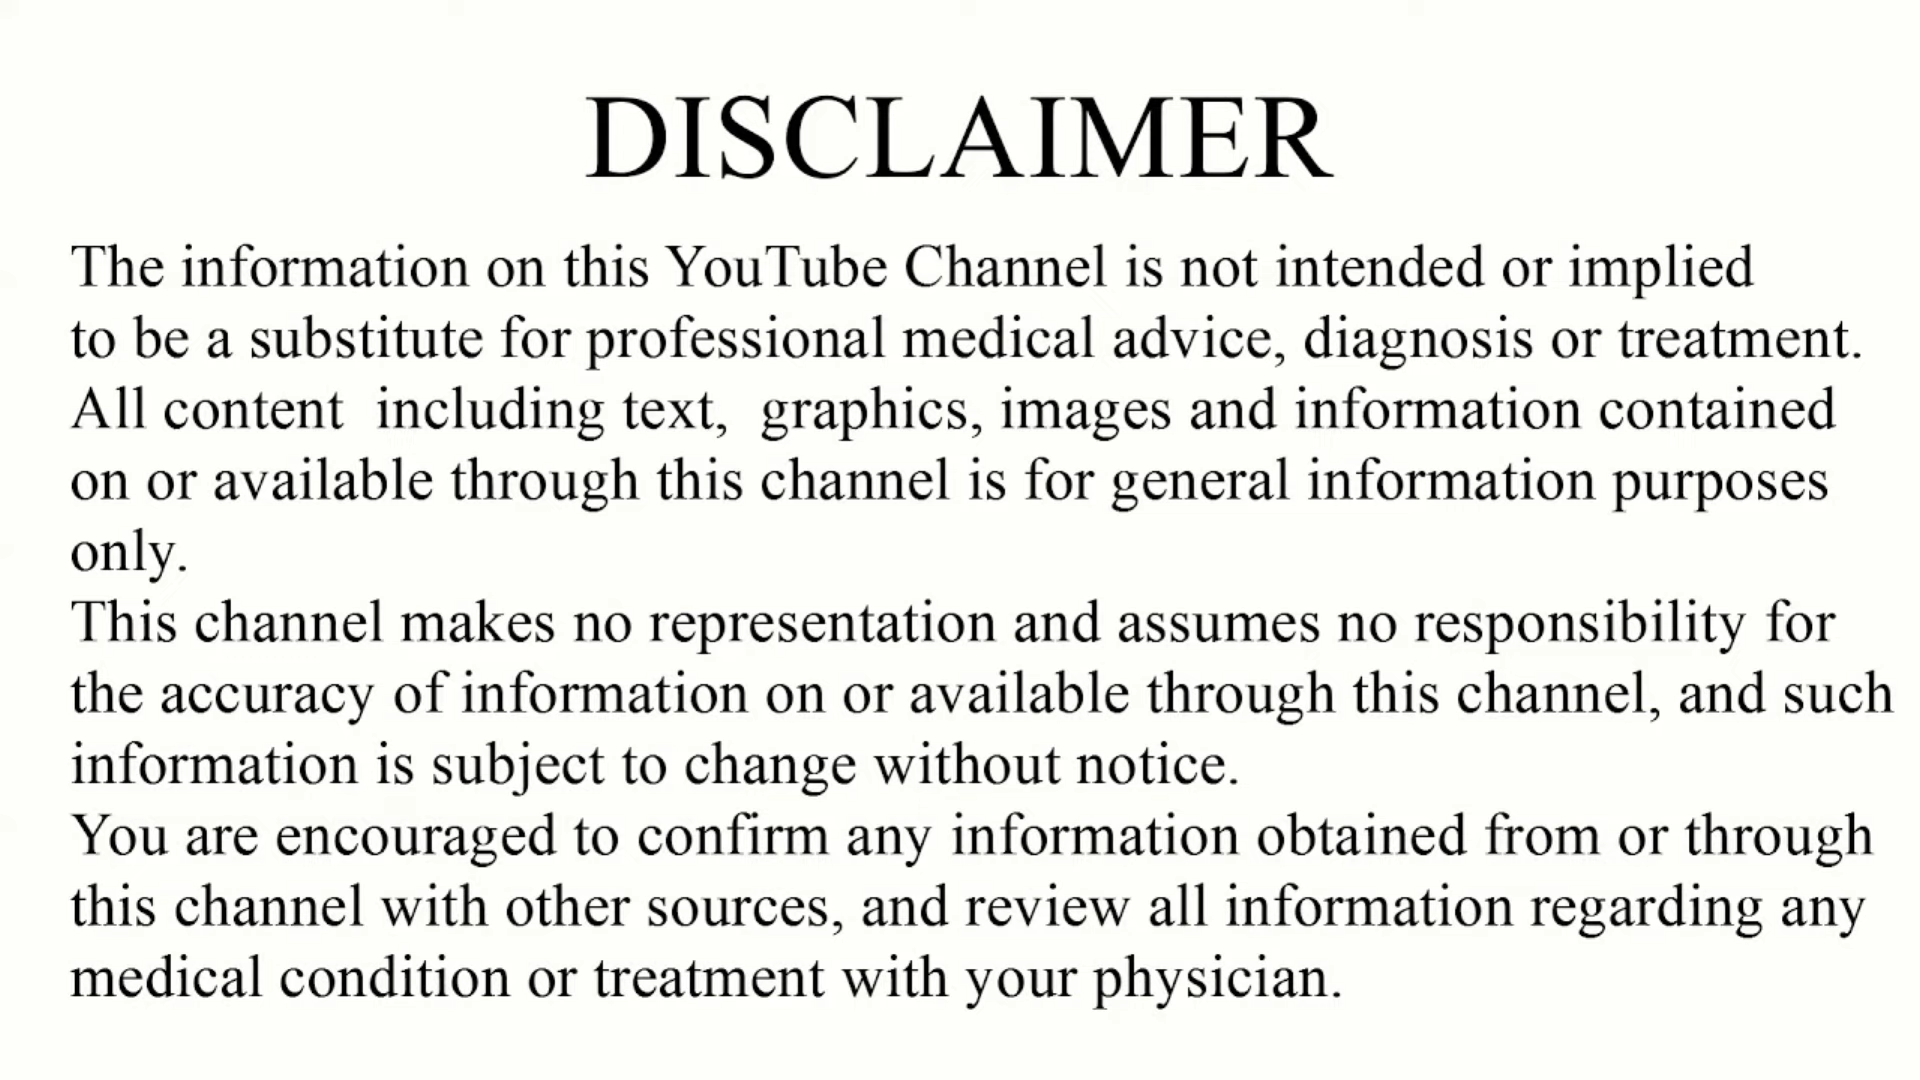 DISCLAIMER
The information on this YouTube Channel is not intended or implied
to be a substitute for professional medical advice, diagnosis or treatment.
All content  including text,  graphics, images and information contained
on or available through this channel is for general information purposes
only.
This channel makes no representation and assumes no responsibility for
the accuracy of information on or available through this channel, and such
information is subject to change without notice.
You are encouraged to confirm any information obtained from or through
this channel with other sources, and review all information regarding any
medical condition or treatment with your physician.